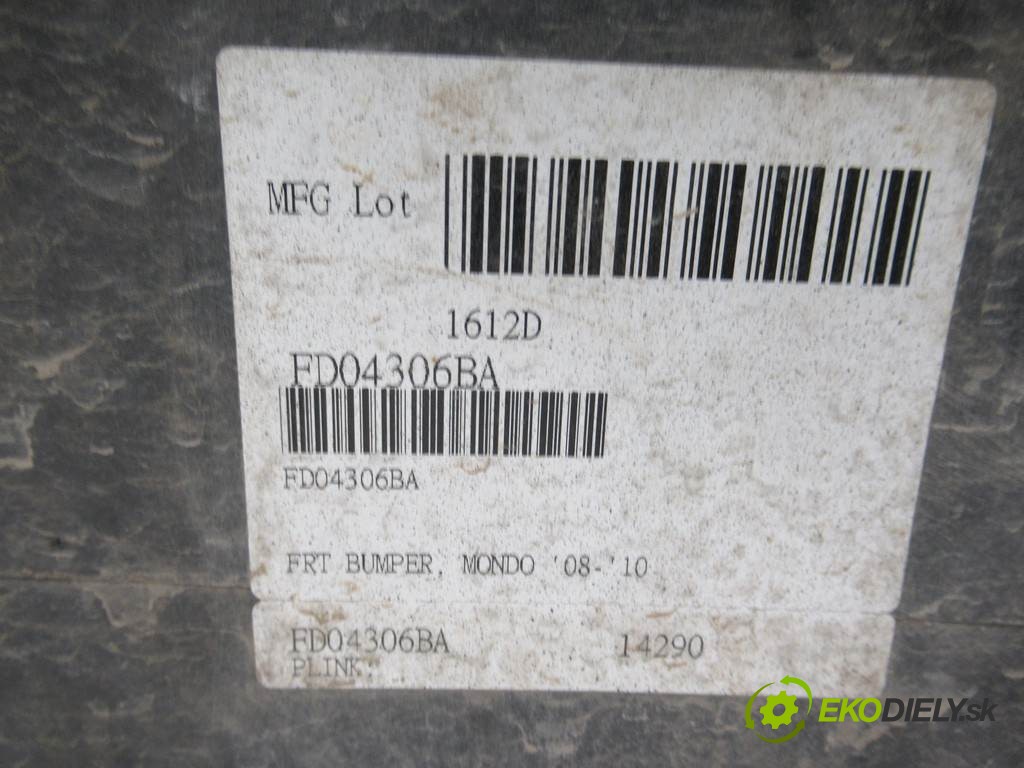 MFG Lot
1612D
FD04306BA
FD04306BA
FRT BUMPER, MONDO '08-'10
FD04306BA 14290
PLINK
EKODIELY.sk